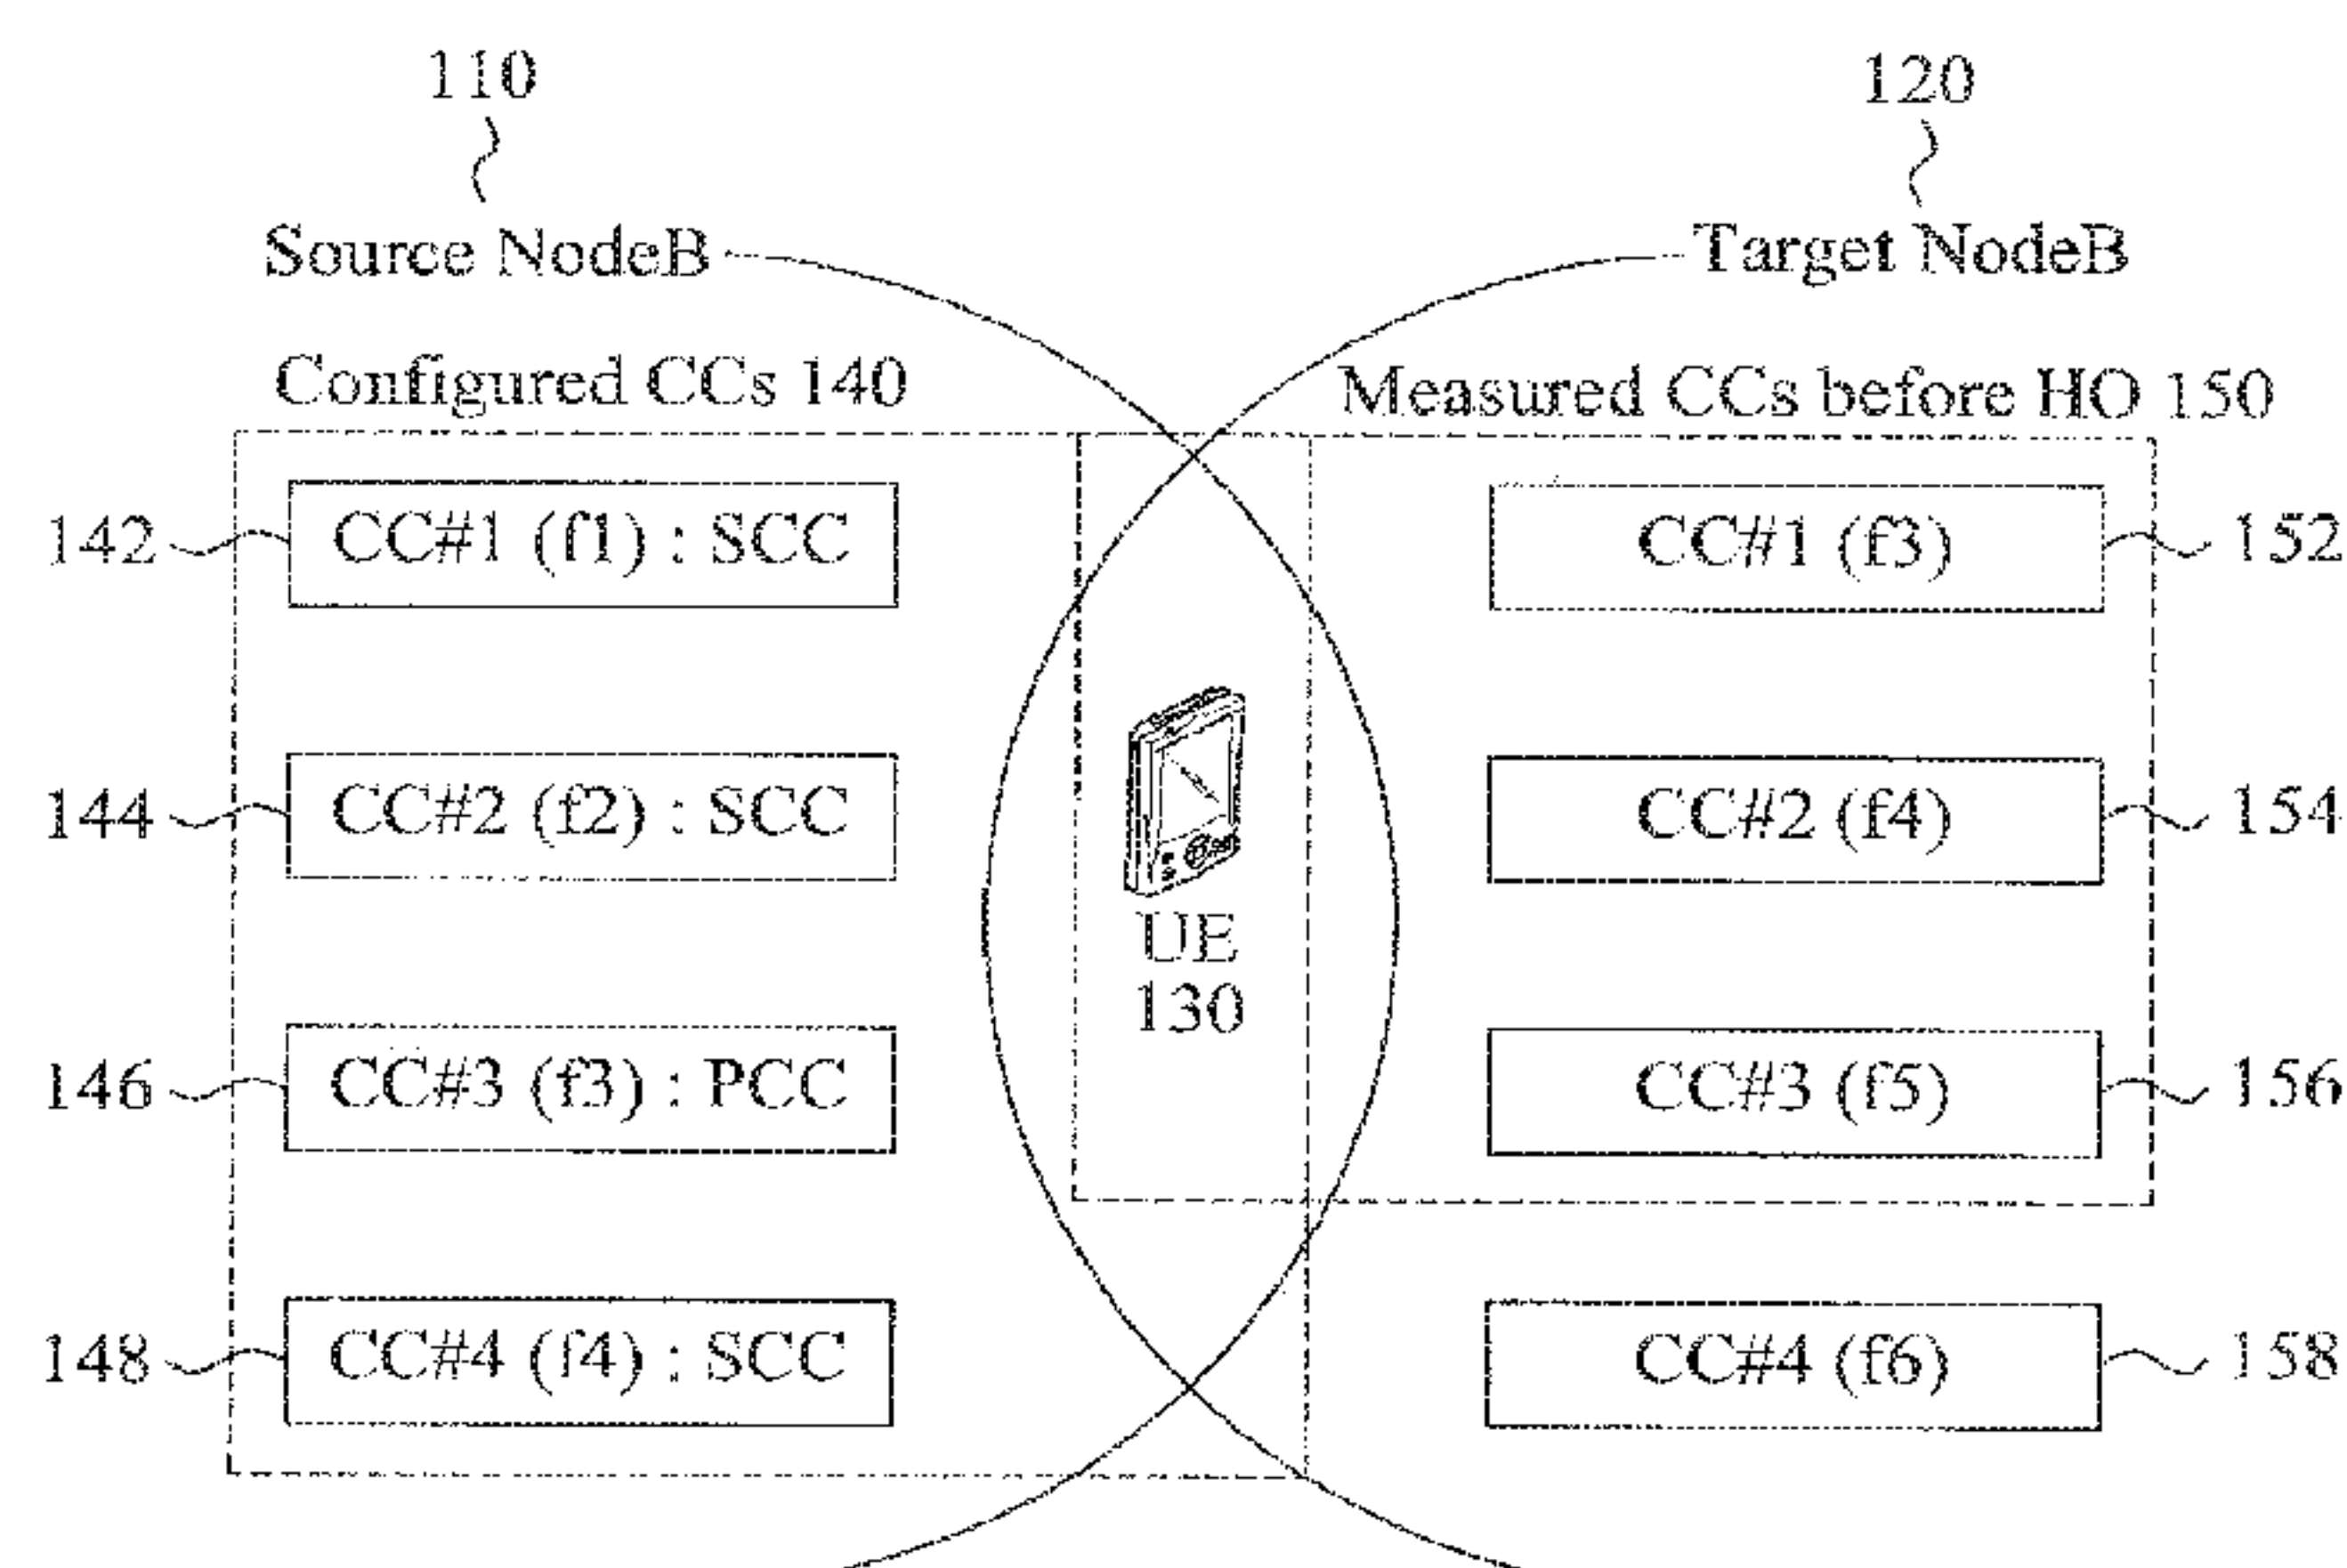 110
120
Source NodeB
Target NodeB
Configured CCs 140
Measured CCs before HO 150
142
CC#1 (f1) : SCC
CC#1 (f3)
152
144
CC#2 (f2) : SCC
CC#2 (f4)
154
UE
130
146
CC#3 (f3) : PCC
CC#3 (f5)
156
148
CC#4 (f4) : SCC
CC#4 (f6)
158